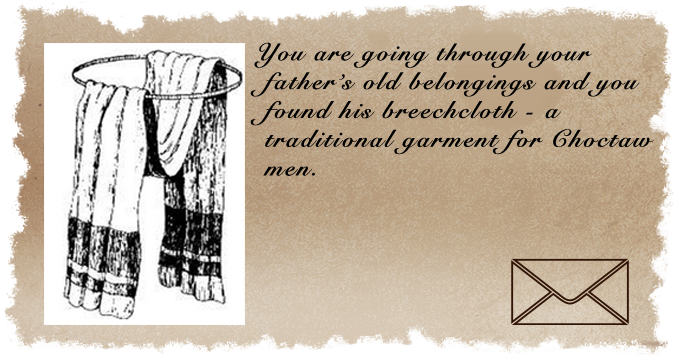 You are going through your
father's old belongings and you
found his breechcloth - a
traditional garment for Choctaw
men.